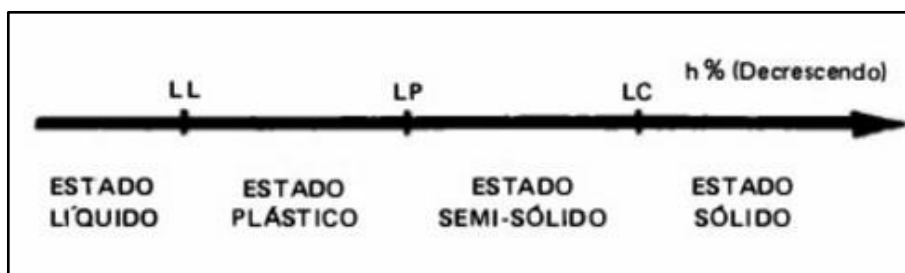 h% (Decrescendo)
LL LP LC
ESTADO LÍQUIDO
ESTADO PLÁSTICO
ESTADO SEMI-SÓLIDO
ESTADO SÓLIDO